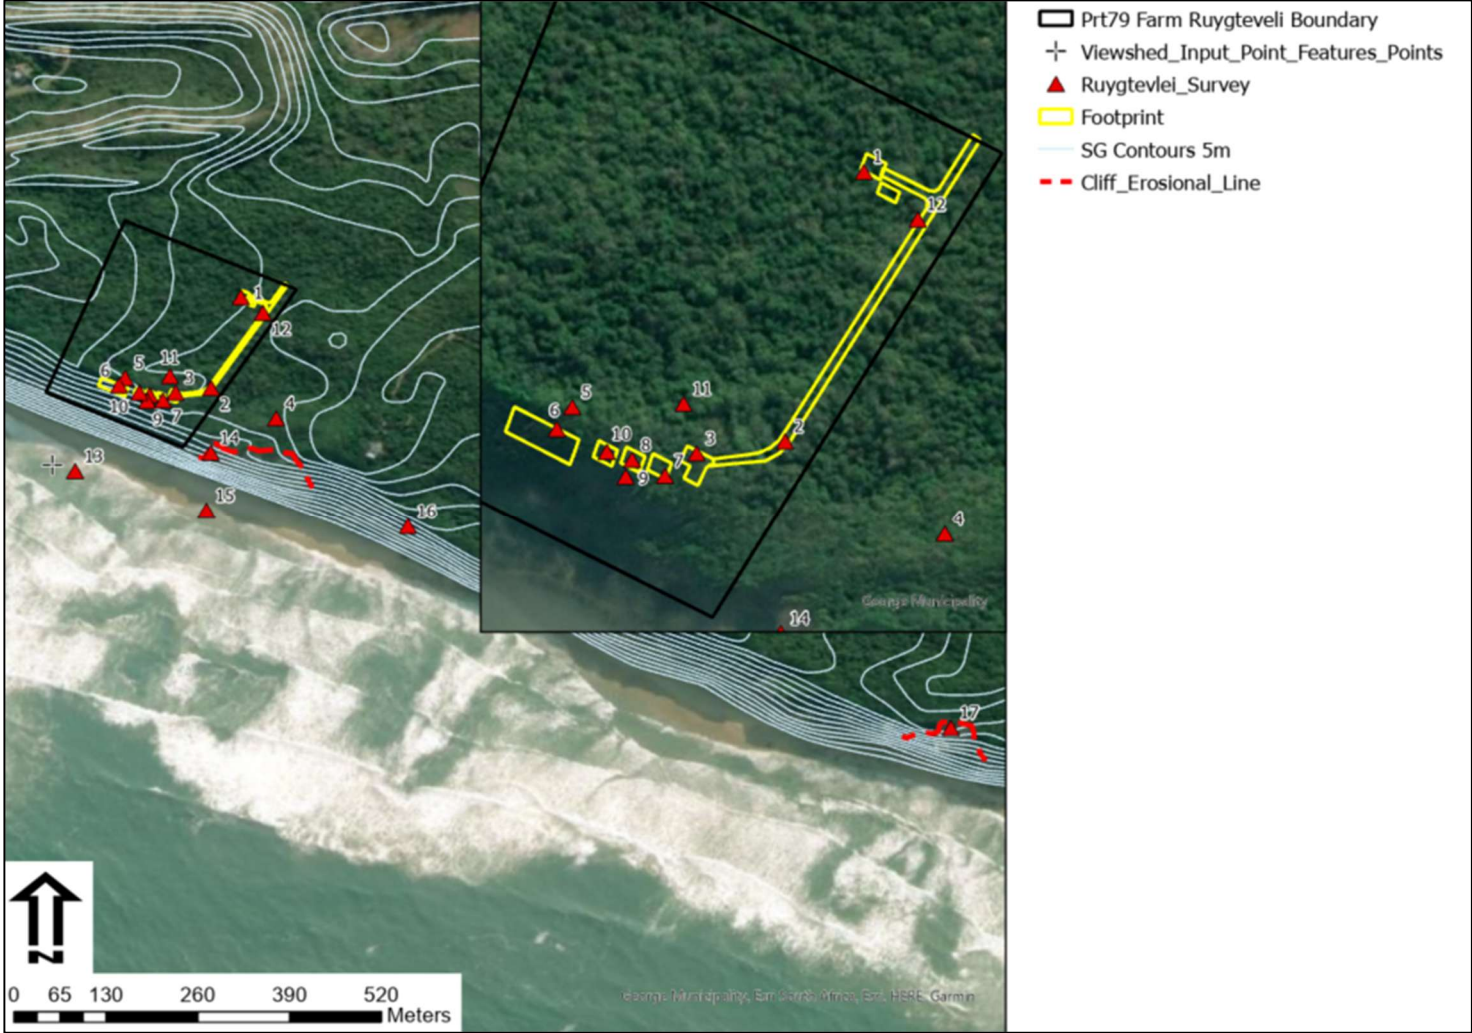 Prt79 Farm Ruygteveli Boundary
Viewshed_Input_Point_Features_Points
Ruygtevlei_Survey
Footprint
SG Contours 5m
Cliff_Erosional_Line
1
12
5
11
6
10
8
3
9
7
2
4
14
George Municipality
1
12
5
11
6
3
10
9
7
2
4
14
13
15
16
17
N
0 65 130 260 390 520
Meters
George Municipality, Esri South Africa, Esri, HERE, Garmin